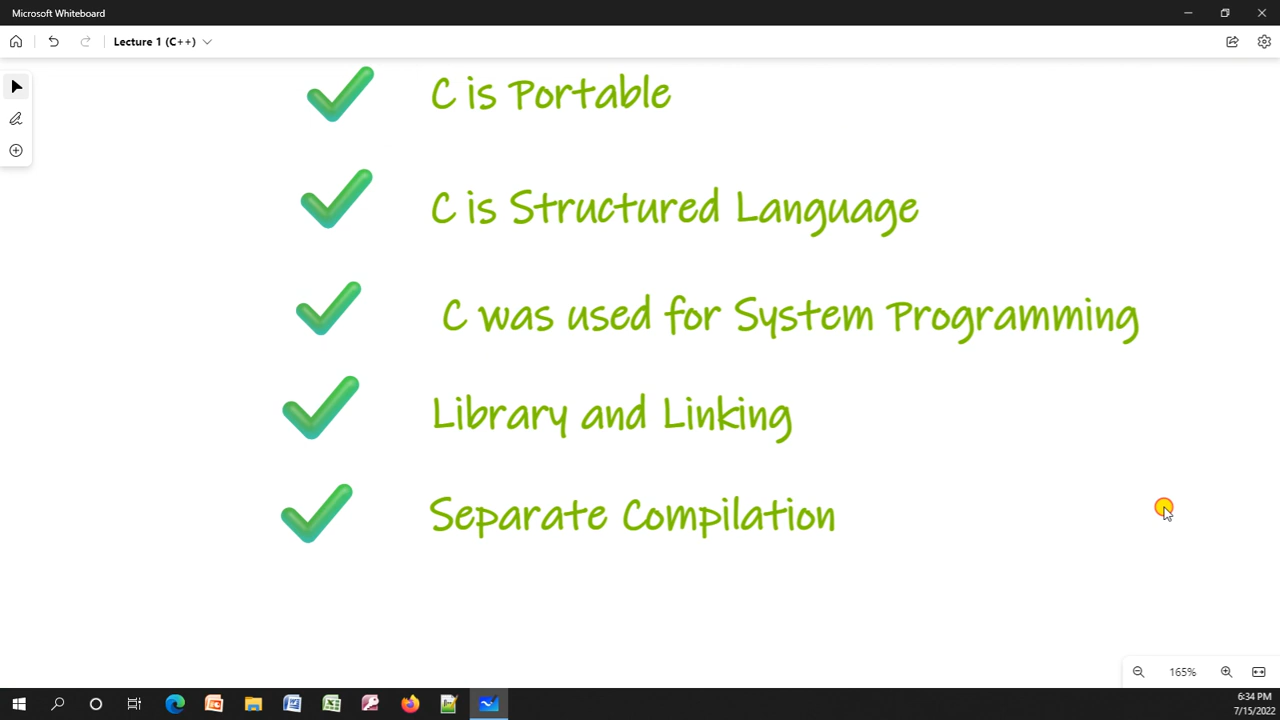 Microsoft Whiteboard
Lecture 1 (C++)
C is Portable
C is Structured Language
C was used for System Programming
Library and Linking
Separate Compilation
165%
6:34 PM
7/15/2022